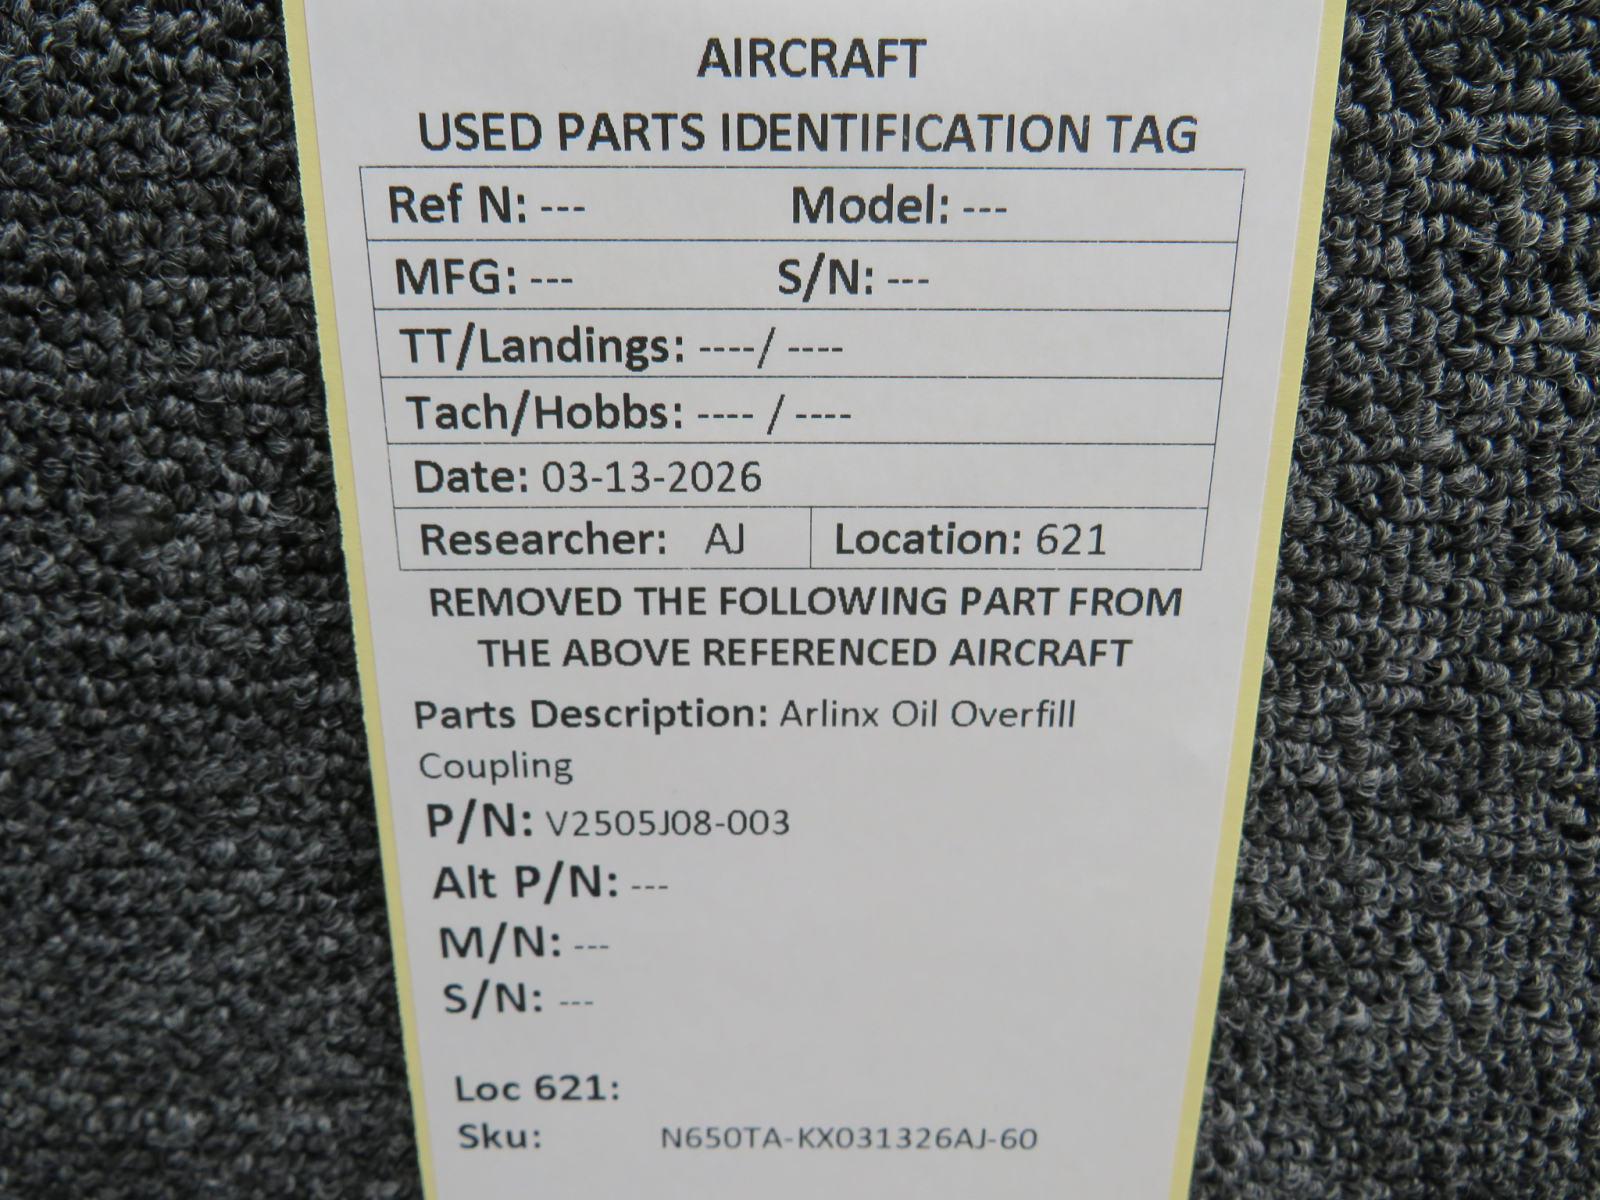 AIRCRAFT
USED PARTS IDENTIFICATION TAG
Ref N: --- Model: ---
MFG: --- S/N: ---
TT/Landings: ----/ ----
Tach/Hobbs: ---- / ----
Date: 03-13-2026
Researcher: AJ Location: 621
REMOVED THE FOLLOWING PART FROM
THE ABOVE REFERENCED AIRCRAFT
Parts Description: Arlinx Oil Overfill
Coupling
P/N: V2505J08-003
Alt P/N: ---
M/N: ---
S/N: ---
Loc 621:
Sku: N650TA-KX031326AJ-60